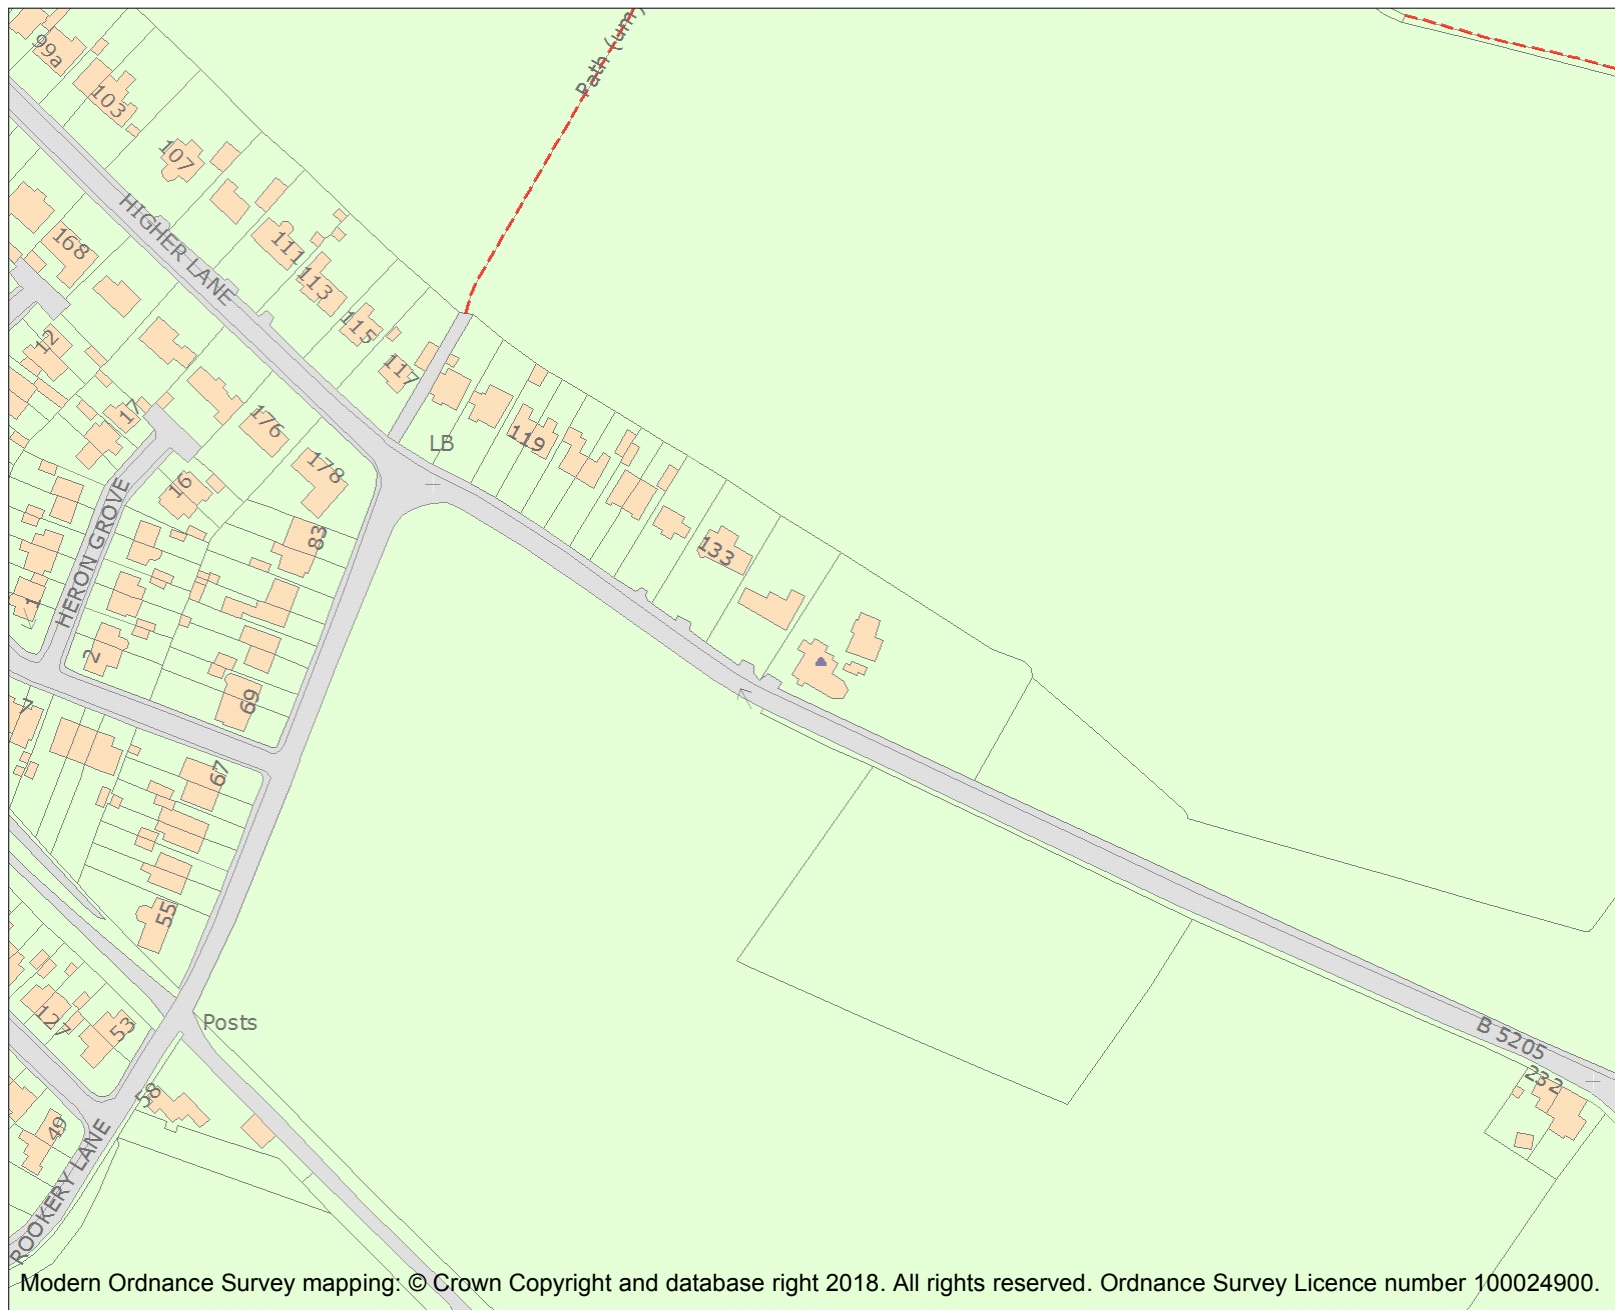 99a
Path (um)
103
107
HIGHER LANE
168
111
113
115
12
117
17
176
119
LB
178
16
HERON GROVE
83
133
1
2
69
7
67
55
Posts
127
53
B 5205
232
58
49
ROOKERY LANE
Modern Ordnance Survey mapping: © Crown Copyright and database right 2018. All rights reserved. Ordnance Survey Licence number 100024900.